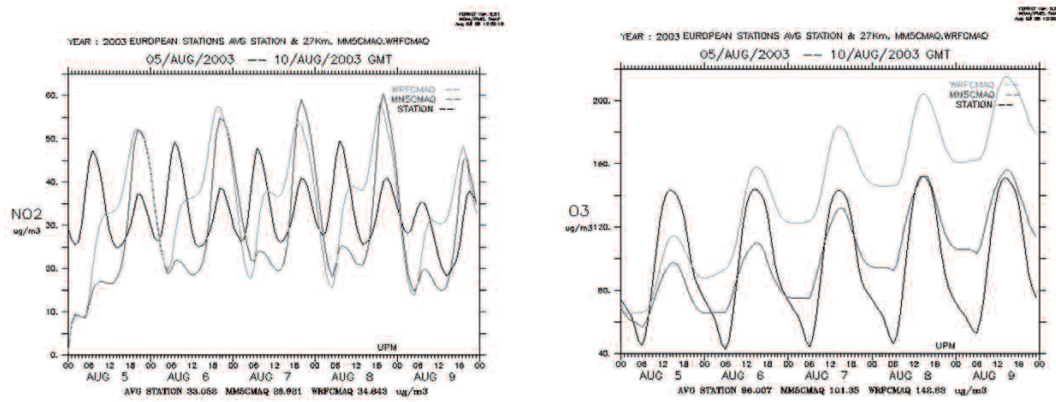 YEAR : 2003 EUROPEAN STATIONS AVG STATION & 27Km. MM5CMAQ.WRFCMAQ
05/AUG/2003 -- 10/AUG/2003 GMT
WRFCMAQ
MM5CMAQ
STATION
60.
50.
40.
30.
20.
10.
0.
NO2
ug/m3
UPM
00 06 12 18 00 06 12 18 00 06 12 18 00 06 12 18 00 06 12 18 00
AUG 5 AUG 6 AUG 7 AUG 8 AUG 9
AVG STATION 33.052 MM5CMAQ WRFCMAQ 34.643 ug/m3
YEAR : 2003 EUROPEAN STATIONS AVG STATION & 27Km. MM5CMAQ.WRFCMAQ
05/AUG/2003 -- 10/AUG/2003 GMT
WRFCMAQ
MM5CMAQ
STATION
200.
160.
120.
80.
40.
O3
ug/m3
UPM
00 06 12 18 00 06 12 18 00 06 12 18 00 06 12 18 00 06 12 18 00
AUG 5 AUG 6 AUG 7 AUG 8 AUG 9
AVG STATION 96.007 MM5CMAQ 101.35 WRFCMAQ 142.63 ug/m3